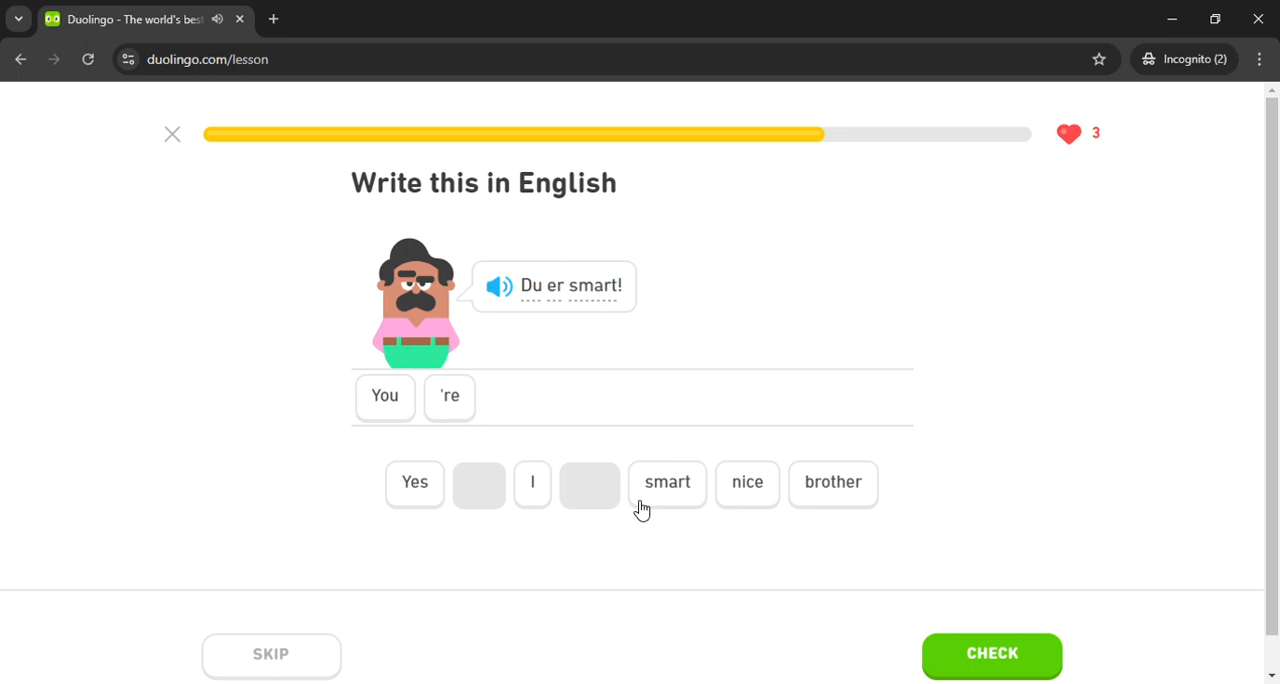 Duolingo - The world's best
duolingo.com/lesson
Incognito (2)
3
Write this in English
Du er smart!
You 're
Yes I smart nice brother
SKIP CHECK